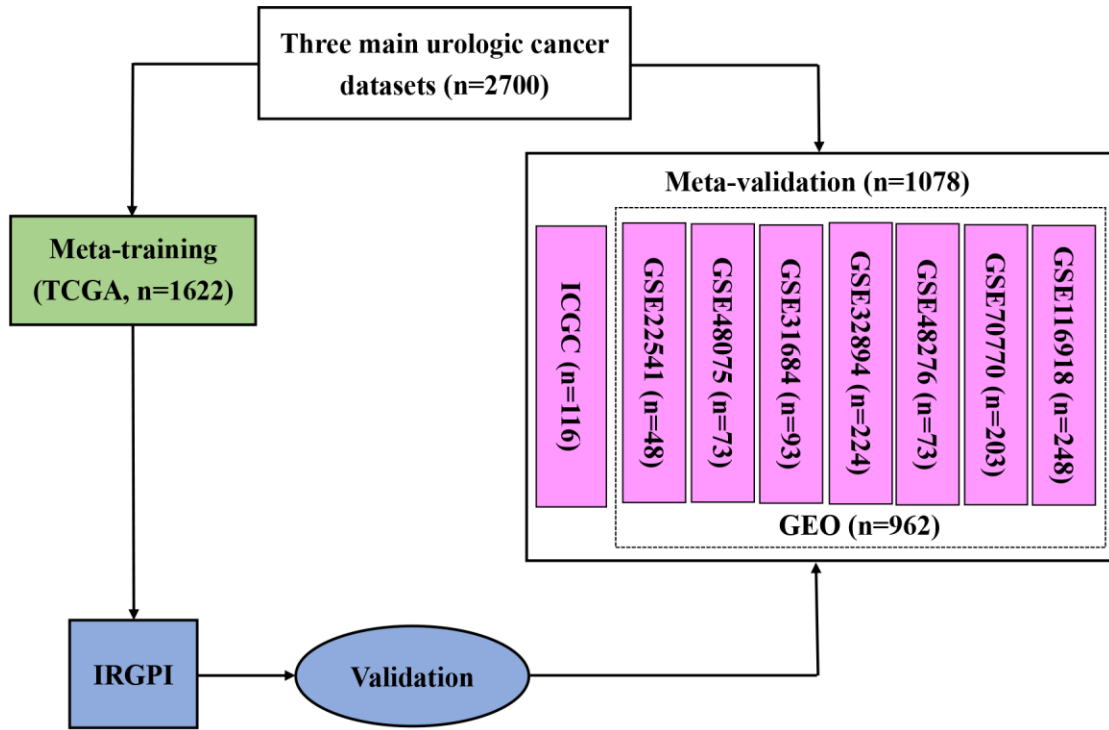 Three main urologic cancer
datasets (n=2700)
Meta-training
(TCGA, n=1622)
Meta-validation (n=1078)
ICGC (n=116)
GSE22541 (n=48)
GSE48075 (n=73)
GSE31684 (n=93)
GSE32894 (n=224)
GSE48276 (n=73)
GSE70770 (n=203)
GSE116918 (n=248)
GEO (n=962)
IRGPI
Validation